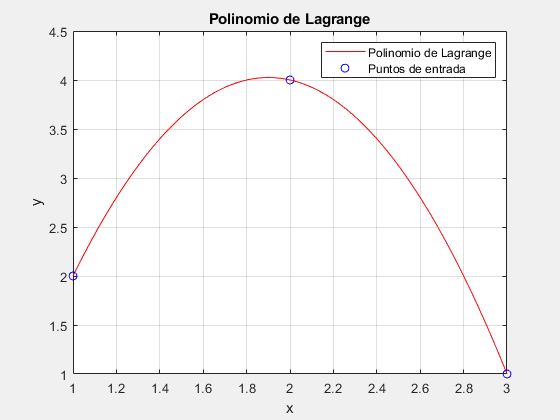 Polinomio de Lagrange
4.5
4
3.5
3
2.5
2
1.5
1
y
Polinomio de Lagrange
Puntos de entrada
1 1.2 1.4 1.6 1.8 2 2.2 2.4 2.6 2.8 3
x